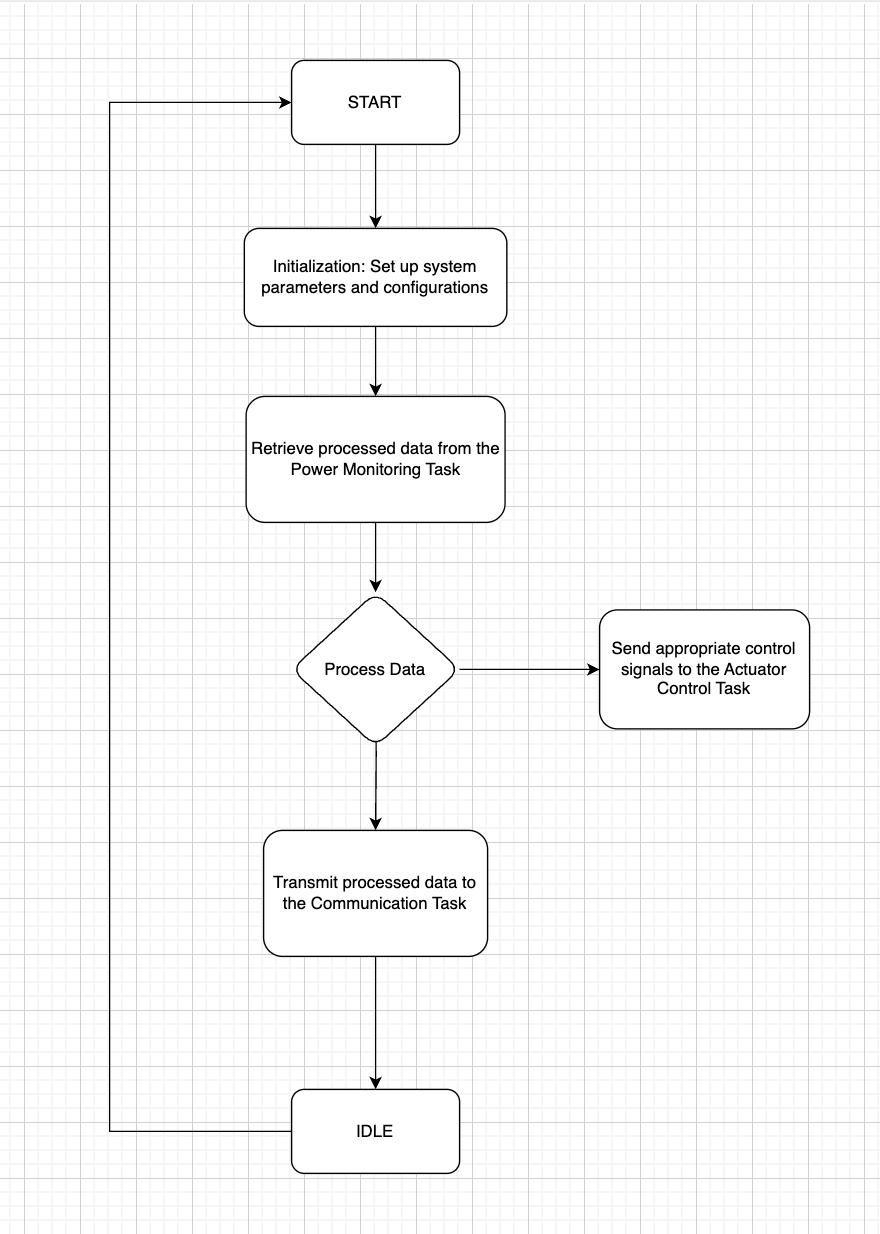 START
Initialization: Set up system
parameters and configurations
Retrieve processed data from the
Power Monitoring Task
Process Data
Send appropriate control
signals to the Actuator
Control Task
Transmit processed data to
the Communication Task
IDLE